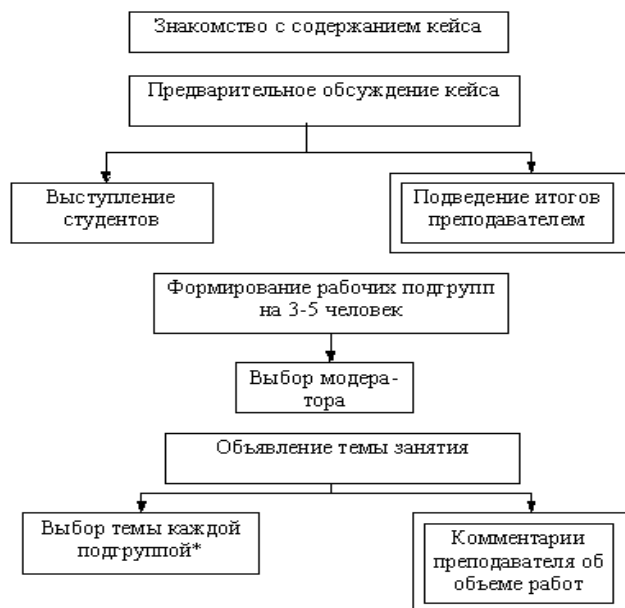 Знакомство с содержанием кейса
Предварительное обсуждение кейса
Выступление
студентов
Подведение итогов
преподавателем
Формирование рабочих подгрупп
на 3-5 человек
Выбор модера-
тора
Объявление темы занятия
Выбор темы каждой
подгруппой*
Комментарии
преподавателя об
объеме работ